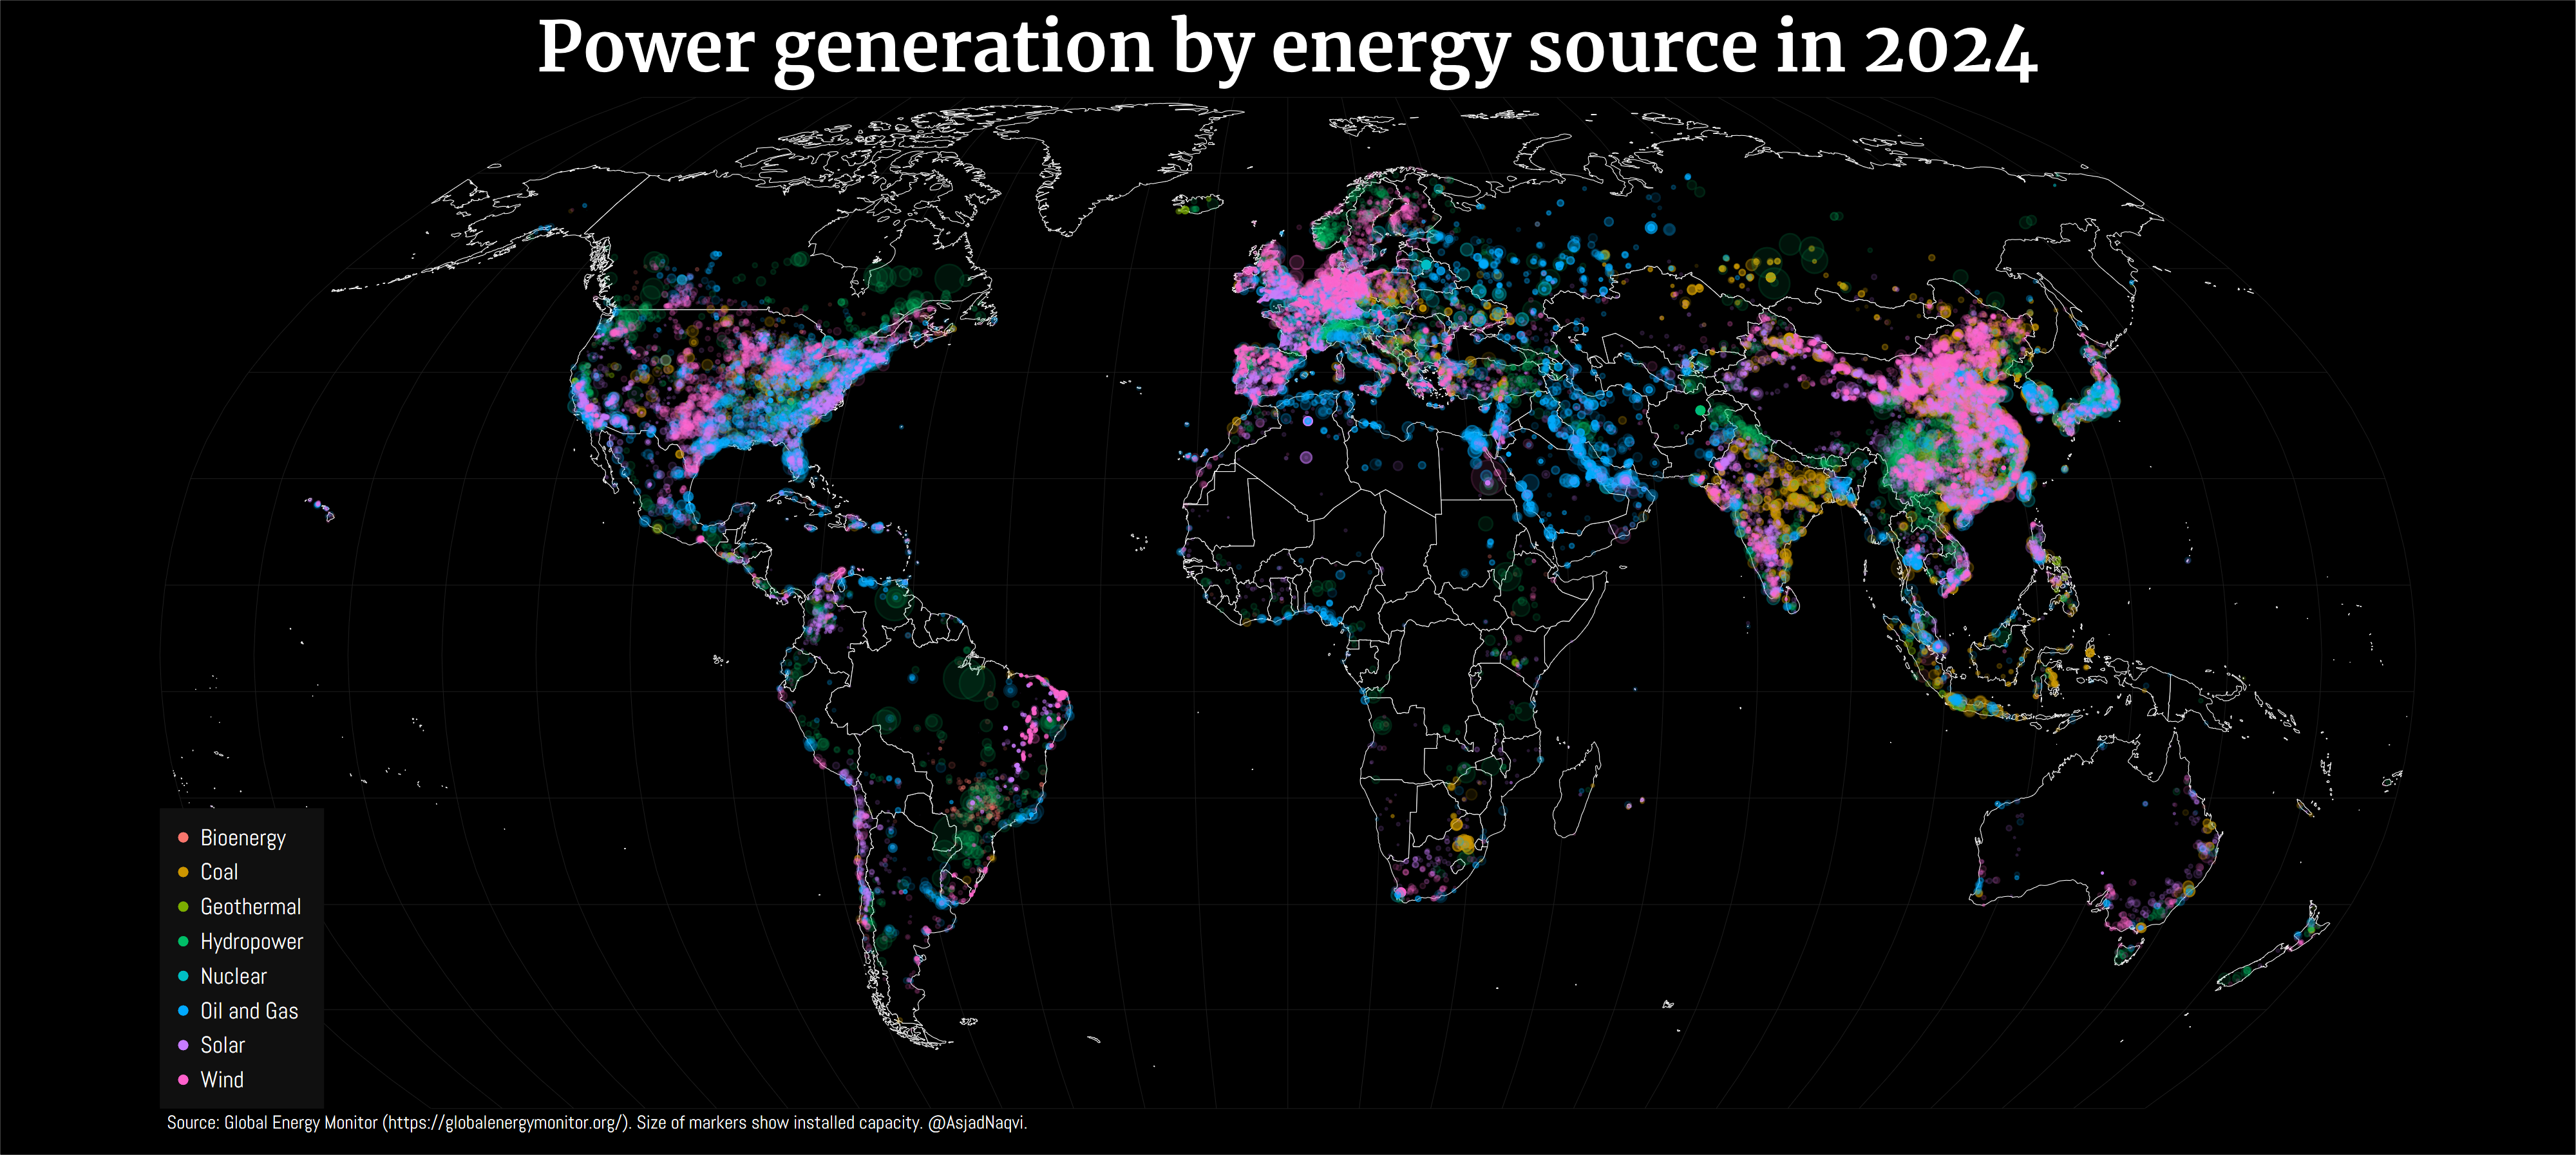 Power generation by energy source in 2024
Bioenergy
Coal
Geothermal
Hydropower
Nuclear
Oil and Gas
Solar
Wind
Source: Global Energy Monitor (https://globalenergymonitor.org/). Size of markers show installed capacity. @AsjadNaqvi.